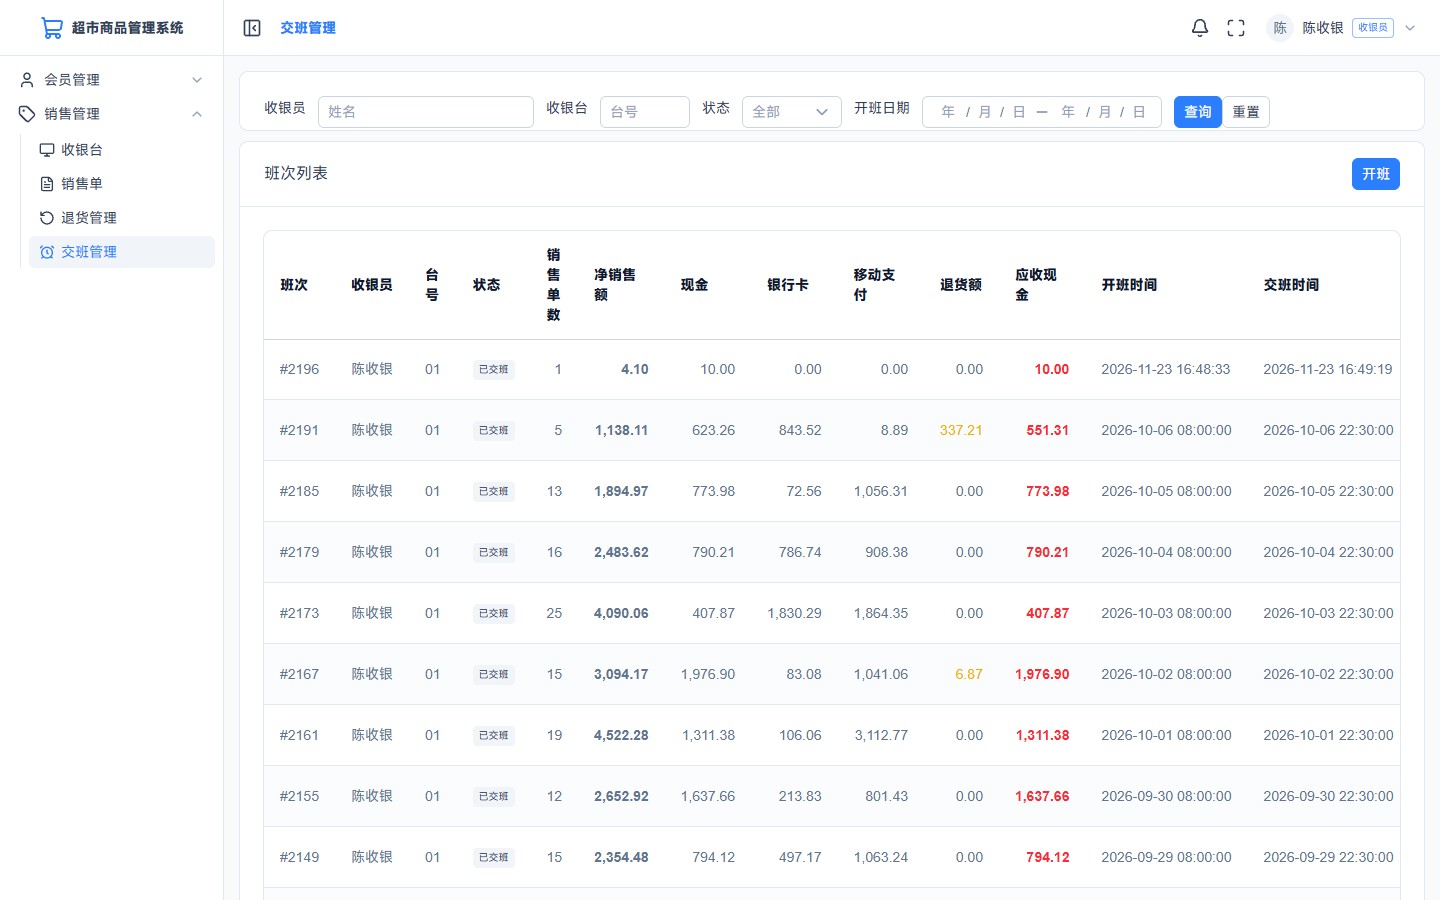 超市商品管理系统
交班管理
陈 陈收银 收银员
会员管理
销售管理
收银台
销售单
退货管理
交班管理
收银员 姓名 收银台 台号 状态 全部 开班日期 年 / 月 / 日 — 年 / 月 / 日 查询 重置
班次列表 开班
班次 收银员 台号 状态 销售单数 净销售额 现金 银行卡 移动支付 退货额 应收现金 开班时间 交班时间
#2196 陈收银 01 已交班 1 4.10 10.00 0.00 0.00 0.00 10.00 2026-11-23 16:48:33 2026-11-23 16:49:19
#2191 陈收银 01 已交班 5 1,138.11 623.26 843.52 8.89 337.21 551.31 2026-10-06 08:00:00 2026-10-06 22:30:00
#2185 陈收银 01 已交班 13 1,894.97 773.98 72.56 1,056.31 0.00 773.98 2026-10-05 08:00:00 2026-10-05 22:30:00
#2179 陈收银 01 已交班 16 2,483.62 790.21 786.74 908.38 0.00 790.21 2026-10-04 08:00:00 2026-10-04 22:30:00
#2173 陈收银 01 已交班 25 4,090.06 407.87 1,830.29 1,864.35 0.00 407.87 2026-10-03 08:00:00 2026-10-03 22:30:00
#2167 陈收银 01 已交班 15 3,094.17 1,976.90 83.08 1,041.06 6.87 1,976.90 2026-10-02 08:00:00 2026-10-02 22:30:00
#2161 陈收银 01 已交班 19 4,522.28 1,311.38 106.06 3,112.77 0.00 1,311.38 2026-10-01 08:00:00 2026-10-01 22:30:00
#2155 陈收银 01 已交班 12 2,652.92 1,637.66 213.83 801.43 0.00 1,637.66 2026-09-30 08:00:00 2026-09-30 22:30:00
#2149 陈收银 01 已交班 15 2,354.48 794.12 497.17 1,063.24 0.00 794.12 2026-09-29 08:00:00 2026-09-29 22:30:00